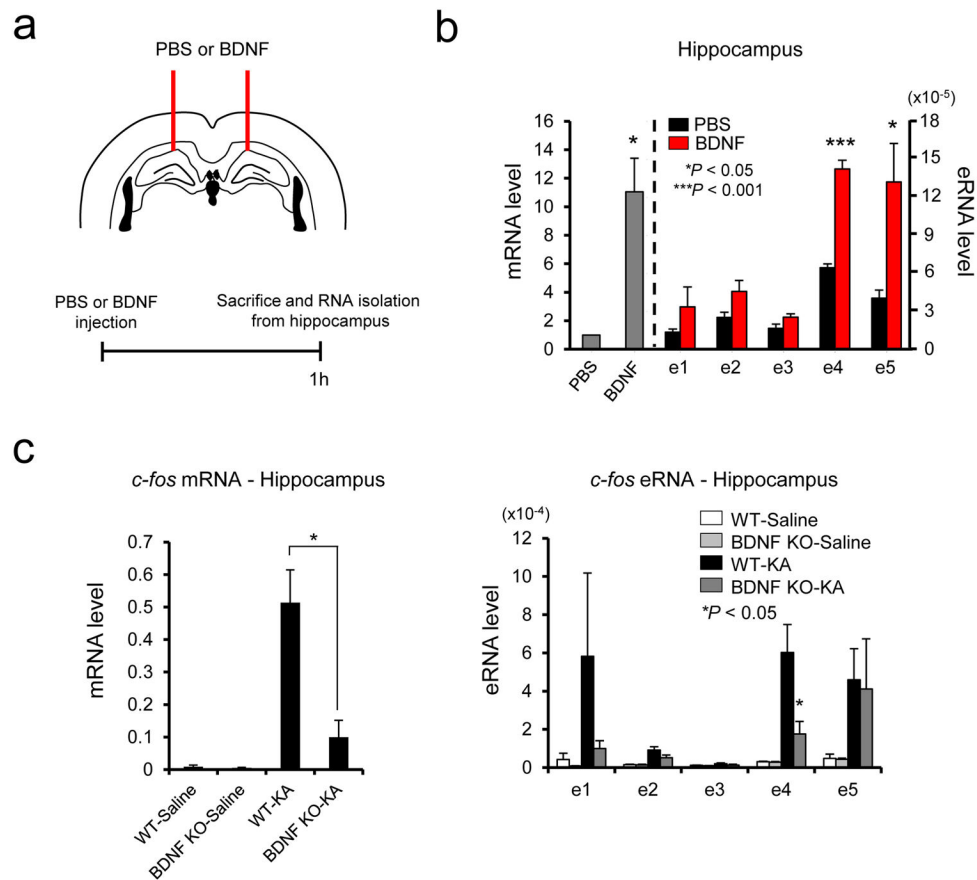 a
PBS or BDNF
PBS or BDNF
injection
Sacrifice and RNA isolation
from hippocampus
1h
b
Hippocampus
(x10-5)
mRNA level
16
14
12
10
8
6
4
2
0
PBS
BDNF
*P < 0.05
***P < 0.001
*
***
*
18
15
12
9
6
3
0
eRNA level
PBS
BDNF
e1
e2
e3
e4
e5
c
c-fos mRNA - Hippocampus
mRNA level
0.7
0.6
0.5
0.4
0.3
0.2
0.1
0
*
WT-Saline
BDNF KO-Saline
WT-KA
BDNF KO-KA
c-fos eRNA - Hippocampus
(x10-4)
eRNA level
12
10
8
6
4
2
0
WT-Saline
BDNF KO-Saline
WT-KA
BDNF KO-KA
*P < 0.05
*
e1
e2
e3
e4
e5